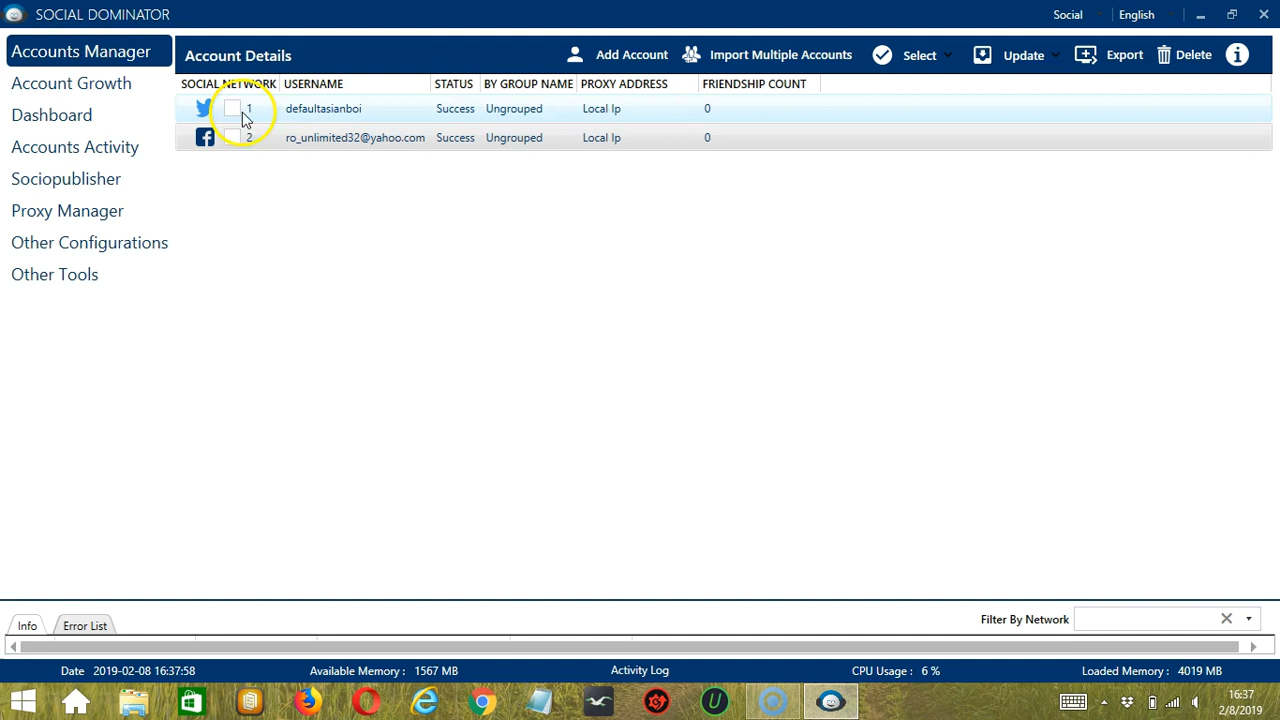 SOCIAL DOMINATOR
Social
English
Accounts Manager
Account Growth
Dashboard
Accounts Activity
Sociopublisher
Proxy Manager
Other Configurations
Other Tools
Account Details
Add Account
Import Multiple Accounts
Select
Update
Export
Delete
SOCIAL NETWORK USERNAME STATUS BY GROUP NAME PROXY ADDRESS FRIENDSHIP COUNT
1 defaultasianboi Success Ungrouped Local Ip 0
2 ro_unlimited32@yahoo.com Success Ungrouped Local Ip 0
Info
Error List
Filter By Network
Date 2019-02-08 16:37:58 Available Memory : 1567 MB Activity Log CPU Usage : 6 % Loaded Memory : 4019 MB
16:37
2/8/2019